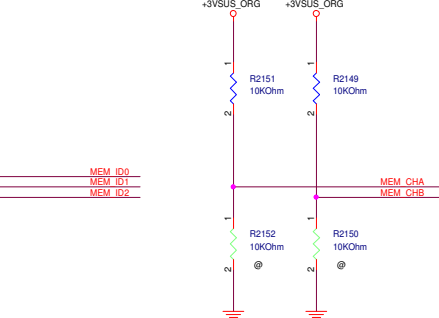 +3VSUS_ORG +3VSUS_ORG
1 1
R2151 R2149
10KOhm 10KOhm
2 2
MEM_ID0
MEM_ID1 MEM_CHA
MEM_ID2 MEM_CHB
1 1
R2152 R2150
10KOhm 10KOhm
2 @ 2 @